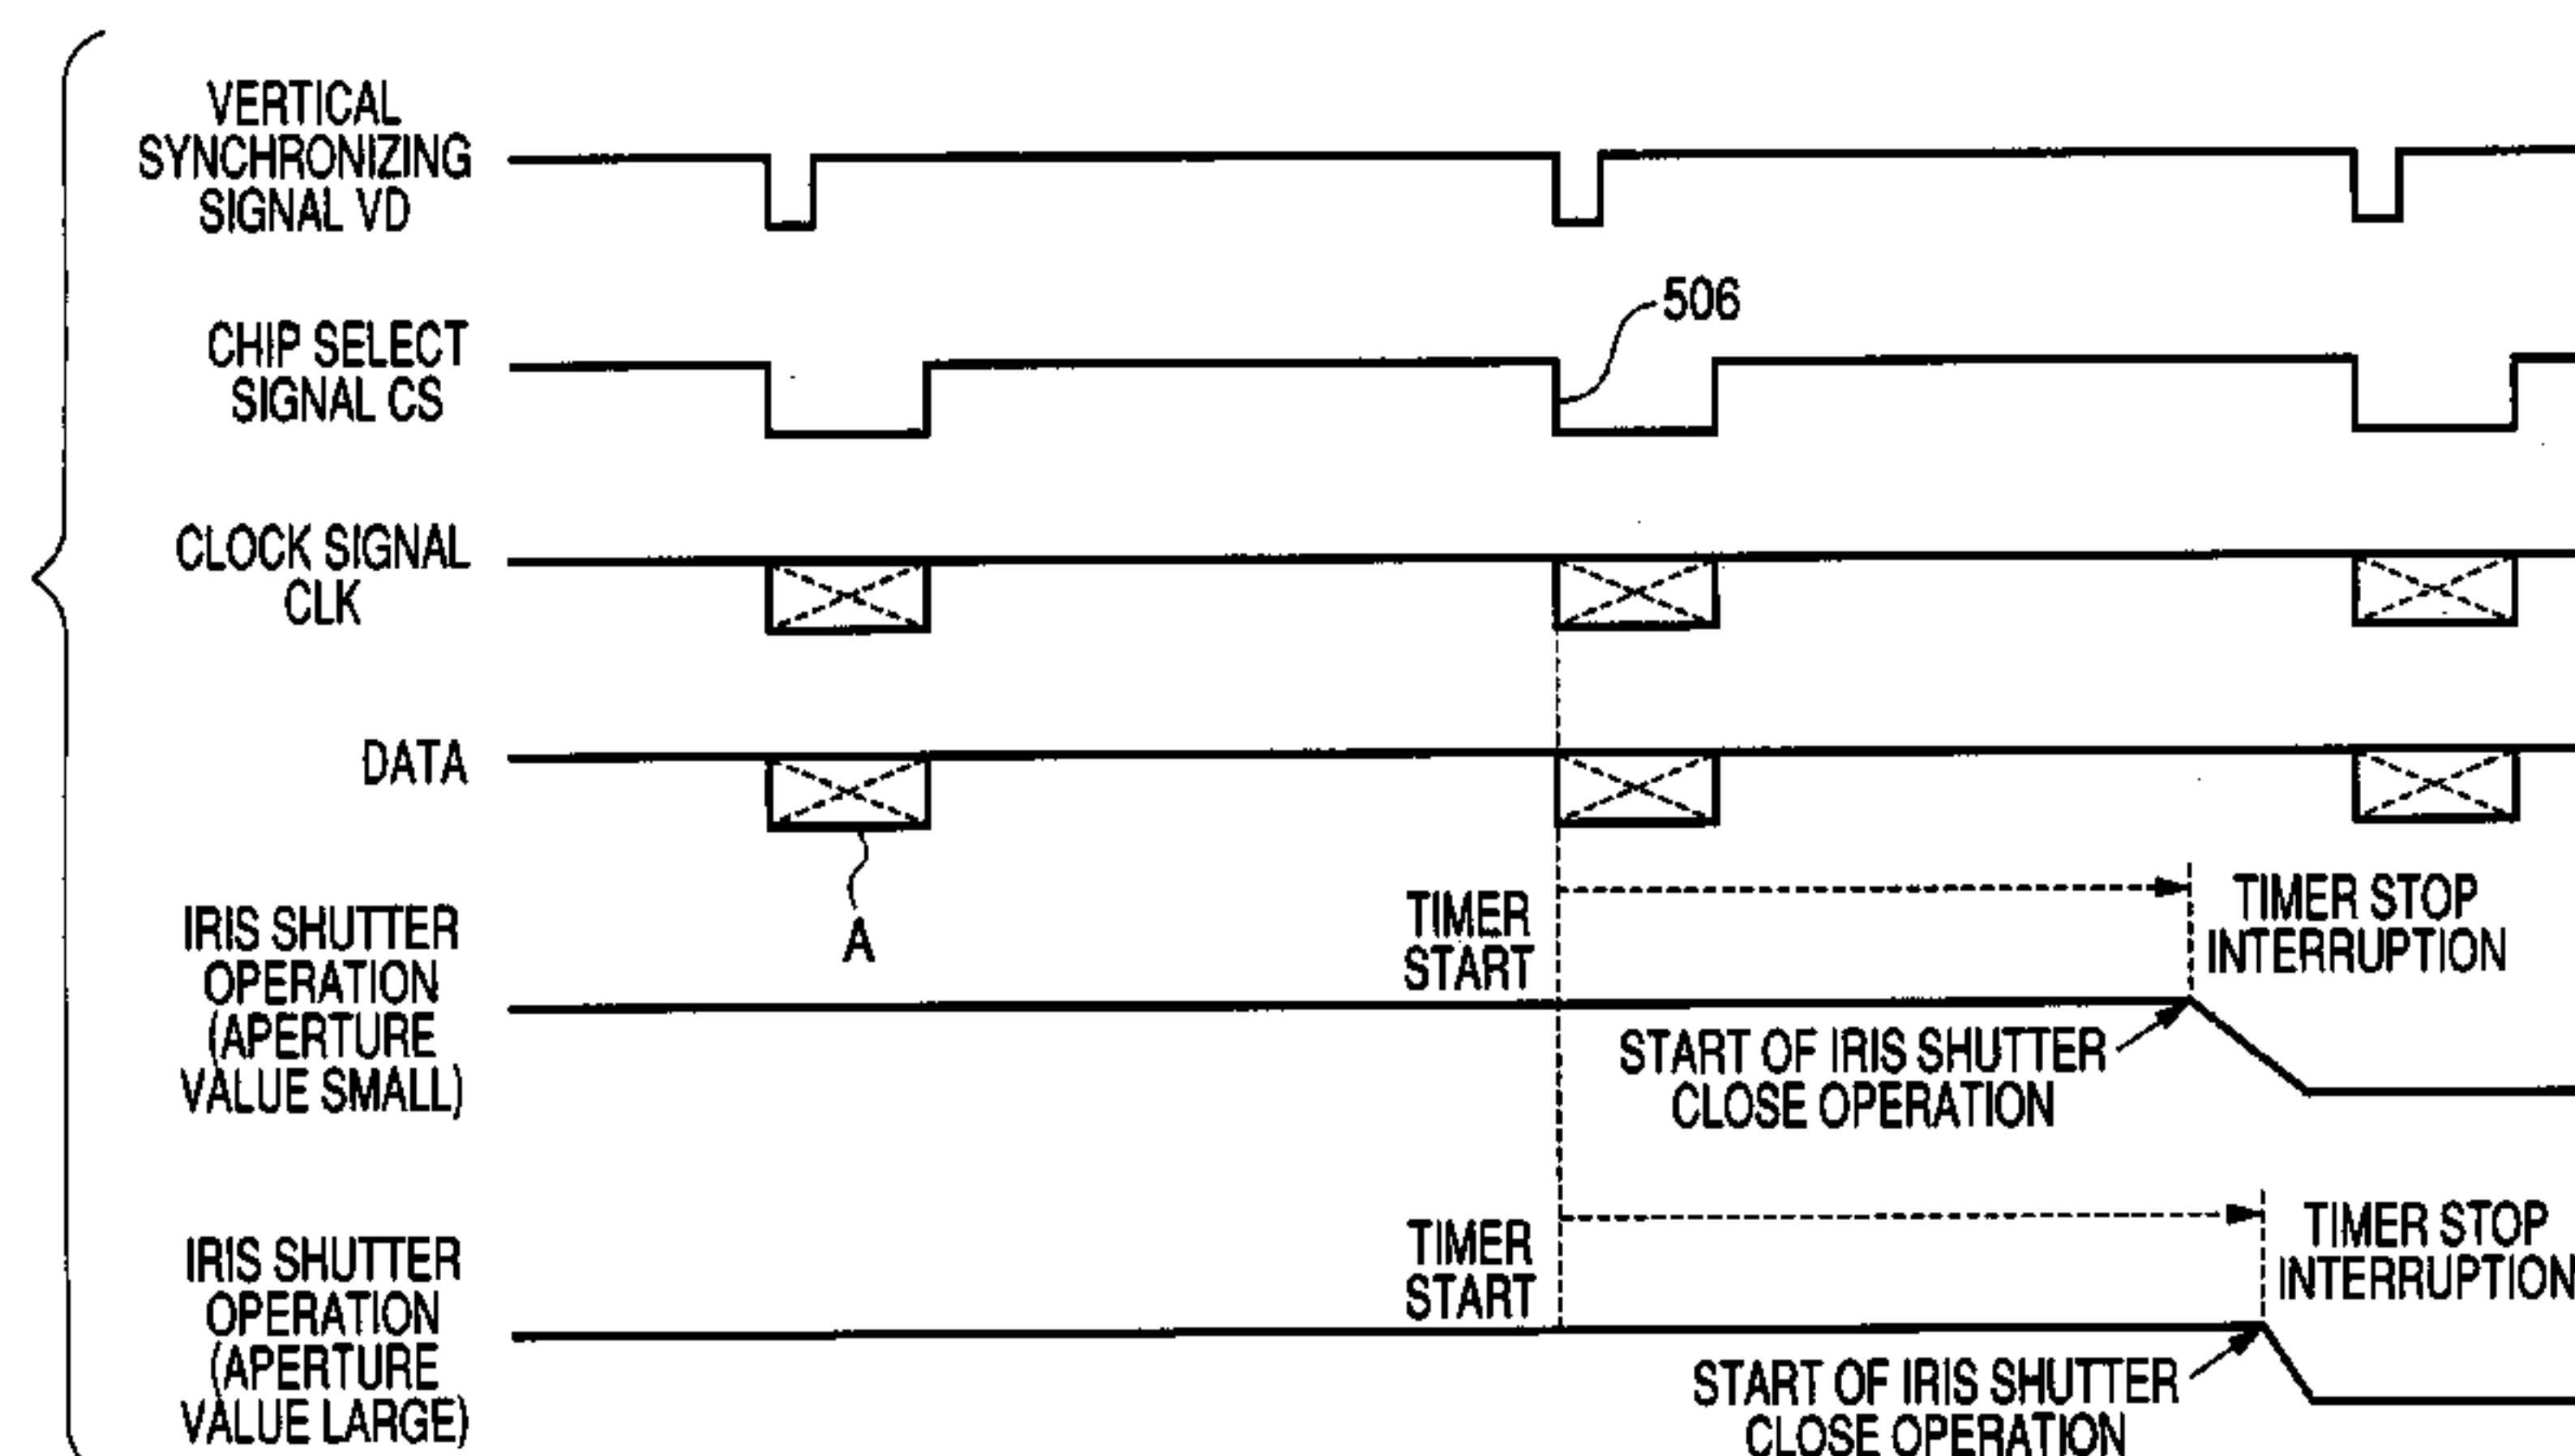 VERTICAL
SYNCHRONIZING
SIGNAL VD
506
CHIP SELECT
SIGNAL CS
CLOCK SIGNAL
CLK
DATA
A
IRIS SHUTTER
OPERATION
(APERTURE
VALUE SMALL)
TIMER
START
TIMER STOP
INTERRUPTION
START OF IRIS SHUTTER
CLOSE OPERATION
IRIS SHUTTER
OPERATION
(APERTURE
VALUE LARGE)
TIMER
START
TIMER STOP
INTERRUPTION
START OF IRIS SHUTTER
CLOSE OPERATION